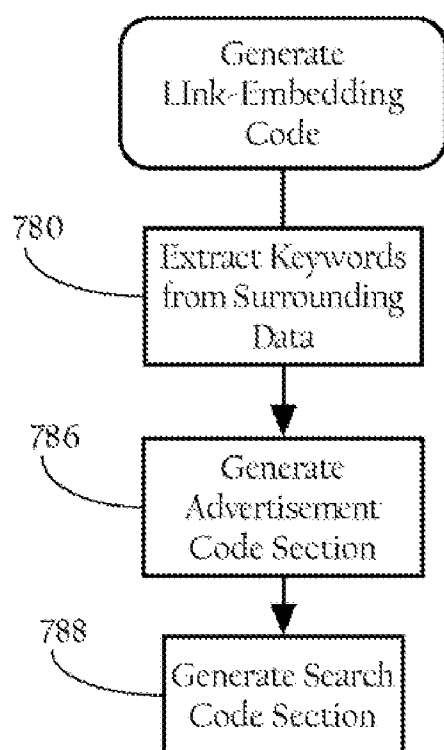 Generate
LInk-Embedding
Code
780
Extract Keywords
from Surrounding
Data
786
Generate
Advertisement
Code Section
788
Generate Search
Code Section